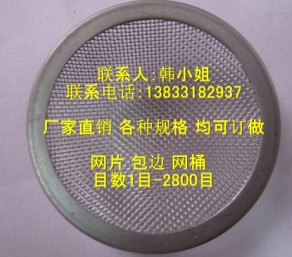 联系人:韩小姐
联系电话:13833182937
厂家直销 各种规格 均可订做
网片 包边 网桶
目数1目-2800目